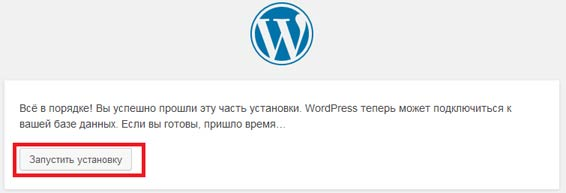 Всё в порядке! Вы успешно прошли эту часть установки. WordPress теперь может подключиться к
вашей базе данных. Если вы готовы, пришло время…
Запустить установку